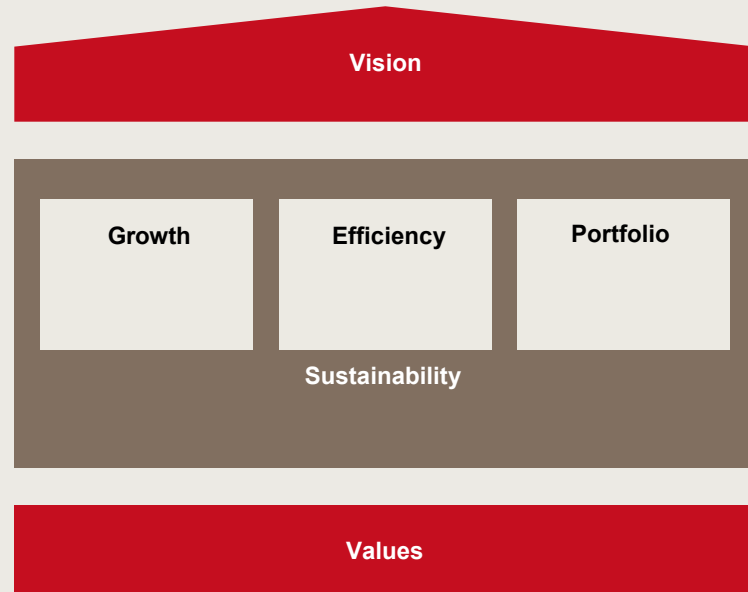 Vision
Growth
Efficiency
Portfolio
Sustainability
Values